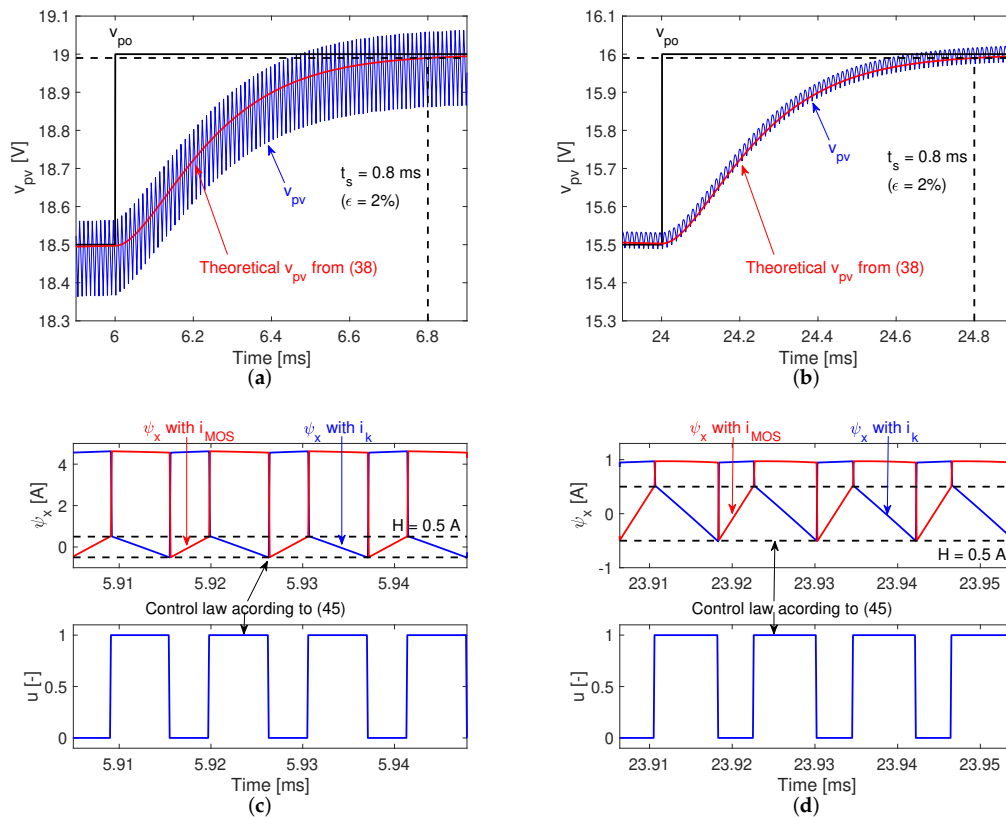 19.1
19
18.9
18.8
18.7
18.6
18.5
18.4
18.3
v_pv [V]
v_po
v_pv
t_s = 0.8 ms
(ϵ = 2%)
Theoretical v_pv from (38)
6
6.2
6.4
6.6
6.8
Time [ms]
(a)
16.1
16
15.9
15.8
15.7
15.6
15.5
15.4
15.3
v_pv [V]
v_po
v_pv
t_s = 0.8 ms
(ϵ = 2%)
Theoretical v_pv from (38)
24
24.2
24.4
24.6
24.8
Time [ms]
(b)
ψ_x with i_MOS
ψ_x with i_k
4
2
0
ψ_x [A]
H = 0.5 A
5.91
5.92
5.93
5.94
Control law acording to (45)
1
0.5
0
u [-]
5.91
5.92
5.93
5.94
Time [ms]
(c)
ψ_x with i_MOS
ψ_x with i_k
1
0
-1
ψ_x [A]
H = 0.5 A
23.91
23.92
23.93
23.94
23.95
Control law acording to (45)
1
0.5
0
u [-]
23.91
23.92
23.93
23.94
23.95
Time [ms]
(d)